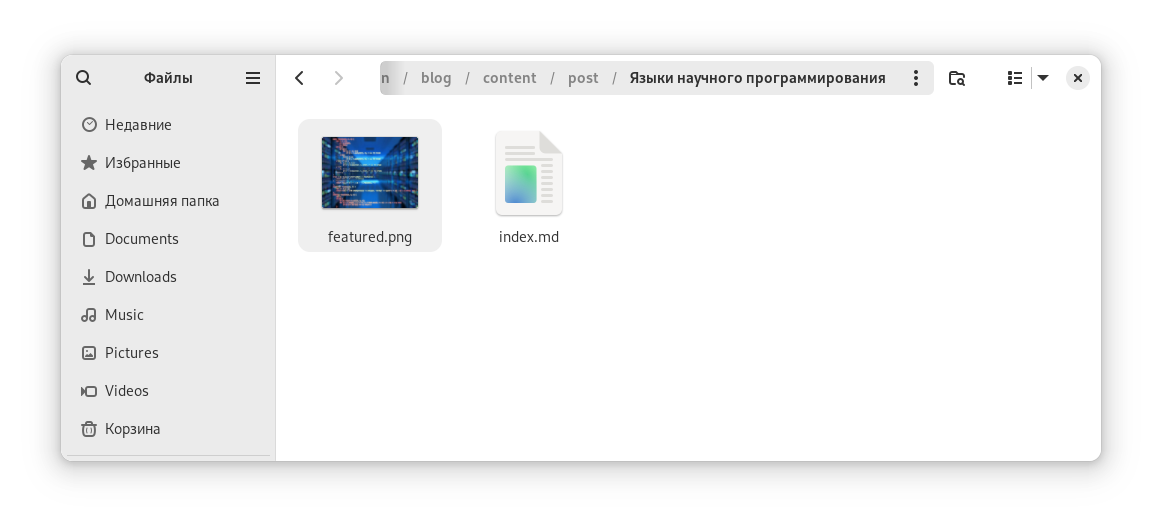 Файлы
n / blog / content / post / Языки научного программирования
Недавние
Избранные
Домашняя папка
Documents
Downloads
Music
Pictures
Videos
Корзина
featured.png
index.md